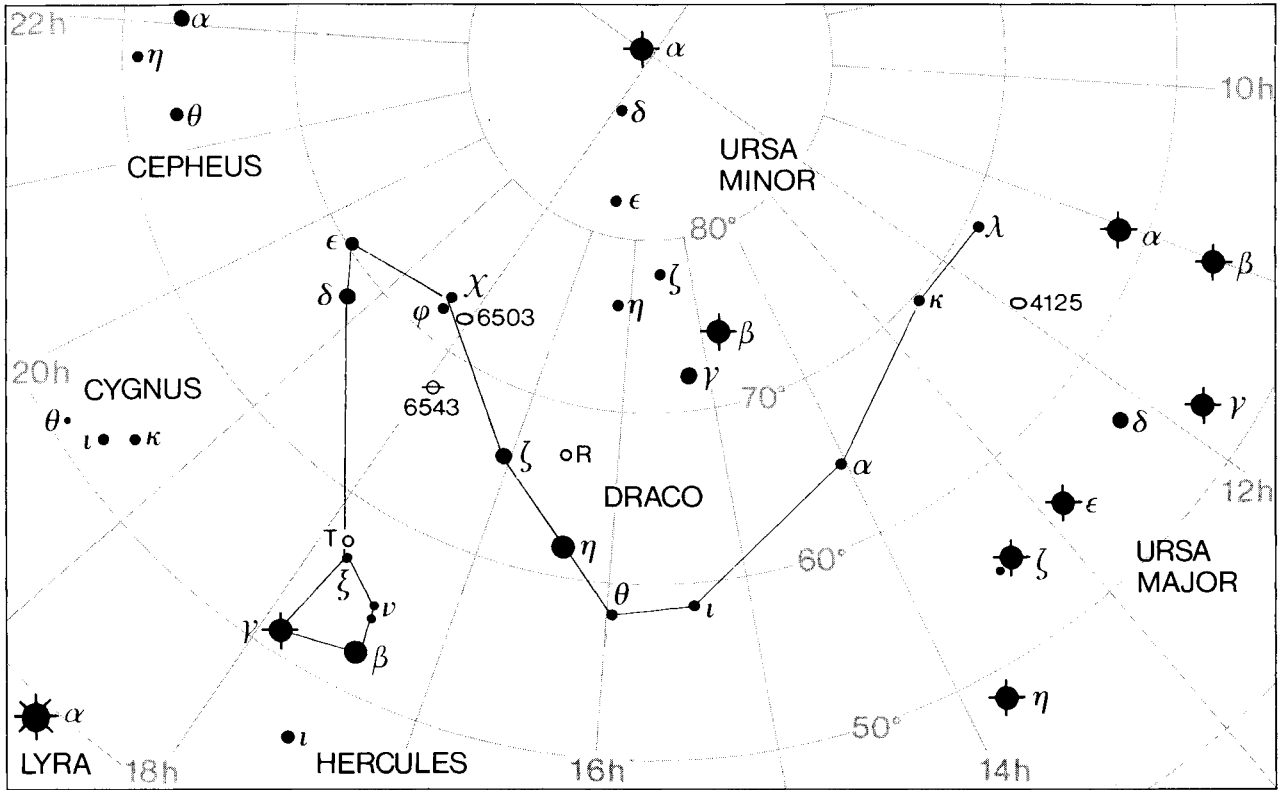 22h
α
η
θ
CEPHEUS
α
δ
URSA
MINOR
10h
ϵ
80°
λ
α
β
ϵ
δ
χ
φ
6503
ζ
η
β
κ
4125
20h
CYGNUS
θ
ι
κ
6543
γ
70°
γ
δ
ζ
R
DRACO
α
ϵ
12h
T
ξ
η
60°
ζ
URSA
MAJOR
γ
ν
β
θ
ι
α
LYRA
18h
ι
HERCULES
16h
50°
14h
η